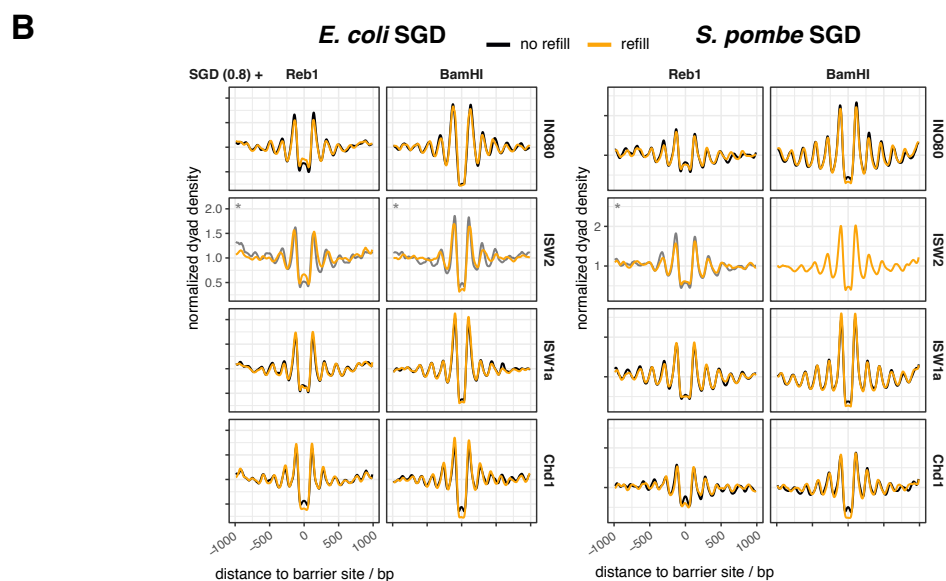 B
E. coli SGD
no refill
refill
S. pombe SGD
SGD (0.8) +
Reb1
BamHI
Reb1
BamHI
INO80
INO80
normalized dyad density
2.0
1.5
1.0
0.5
*
*
ISW2
normalized dyad density
2
1
*
ISW2
ISW1a
ISW1a
Chd1
Chd1
-1000
-500
0
500
1000
-1000
-500
0
500
1000
distance to barrier site / bp
distance to barrier site / bp